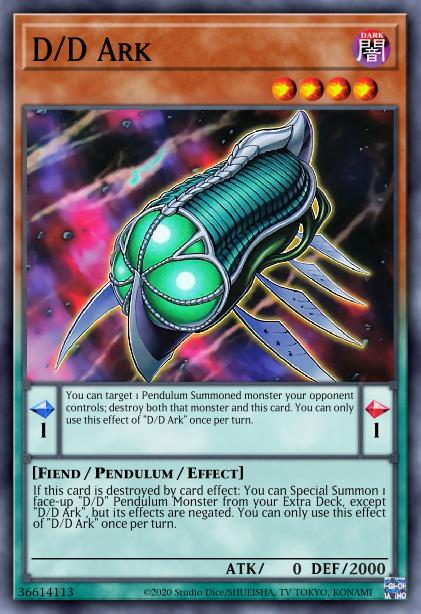 D/D Ark
DARK
闇
You can target 1 Pendulum Summoned monster your opponent
controls; destroy both that monster and this card. You can only
use this effect of "D/D Ark" once per turn.
1
1
[Fiend / Pendulum / Effect]
If this card is destroyed by card effect: You can Special Summon 1
face-up "D/D" Pendulum Monster from your Extra Deck, except
"D/D Ark", but its effects are negated. You can only use this effect
of "D/D Ark" once per turn.
ATK/ 0 DEF/2000
36614113 ©2020 Studio Dice/SHUEISHA, TV TOKYO, KONAMI